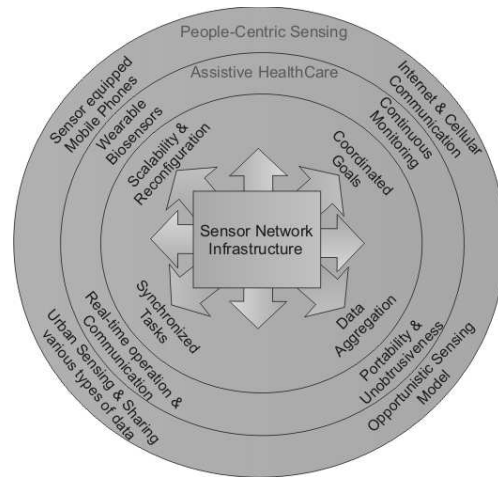 People-Centric Sensing
Assistive HealthCare
Sensor equipped
Mobile Phones
Wearable
Biosensors
Scalability &
Reconfiguration
Coordinated
Goals
Continuous
Monitoring
Internet & Cellular
Communication
Sensor Network
Infrastructure
Synchronized
Tasks
Real-time operation &
Communication
Urban Sensing & Sharing
various types of data
Data
Aggregation
Portability &
Unobtrusiveness
Opportunistic Sensing
Model